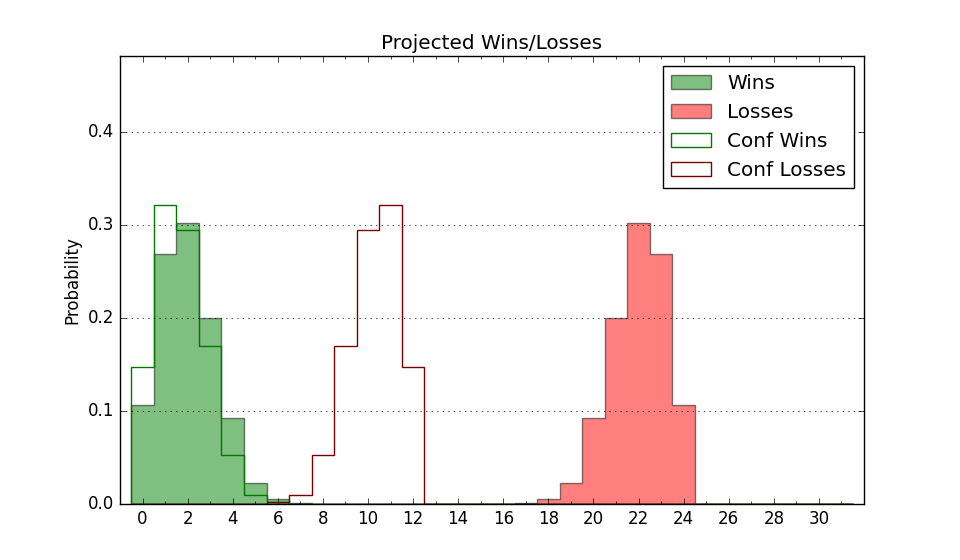 Projected Wins/Losses
Wins
Losses
Conf Wins
Conf Losses
Probability
0.4
0.3
0.2
0.1
0.0
0 2 4 6 8 10 12 14 16 18 20 22 24 26 28 30